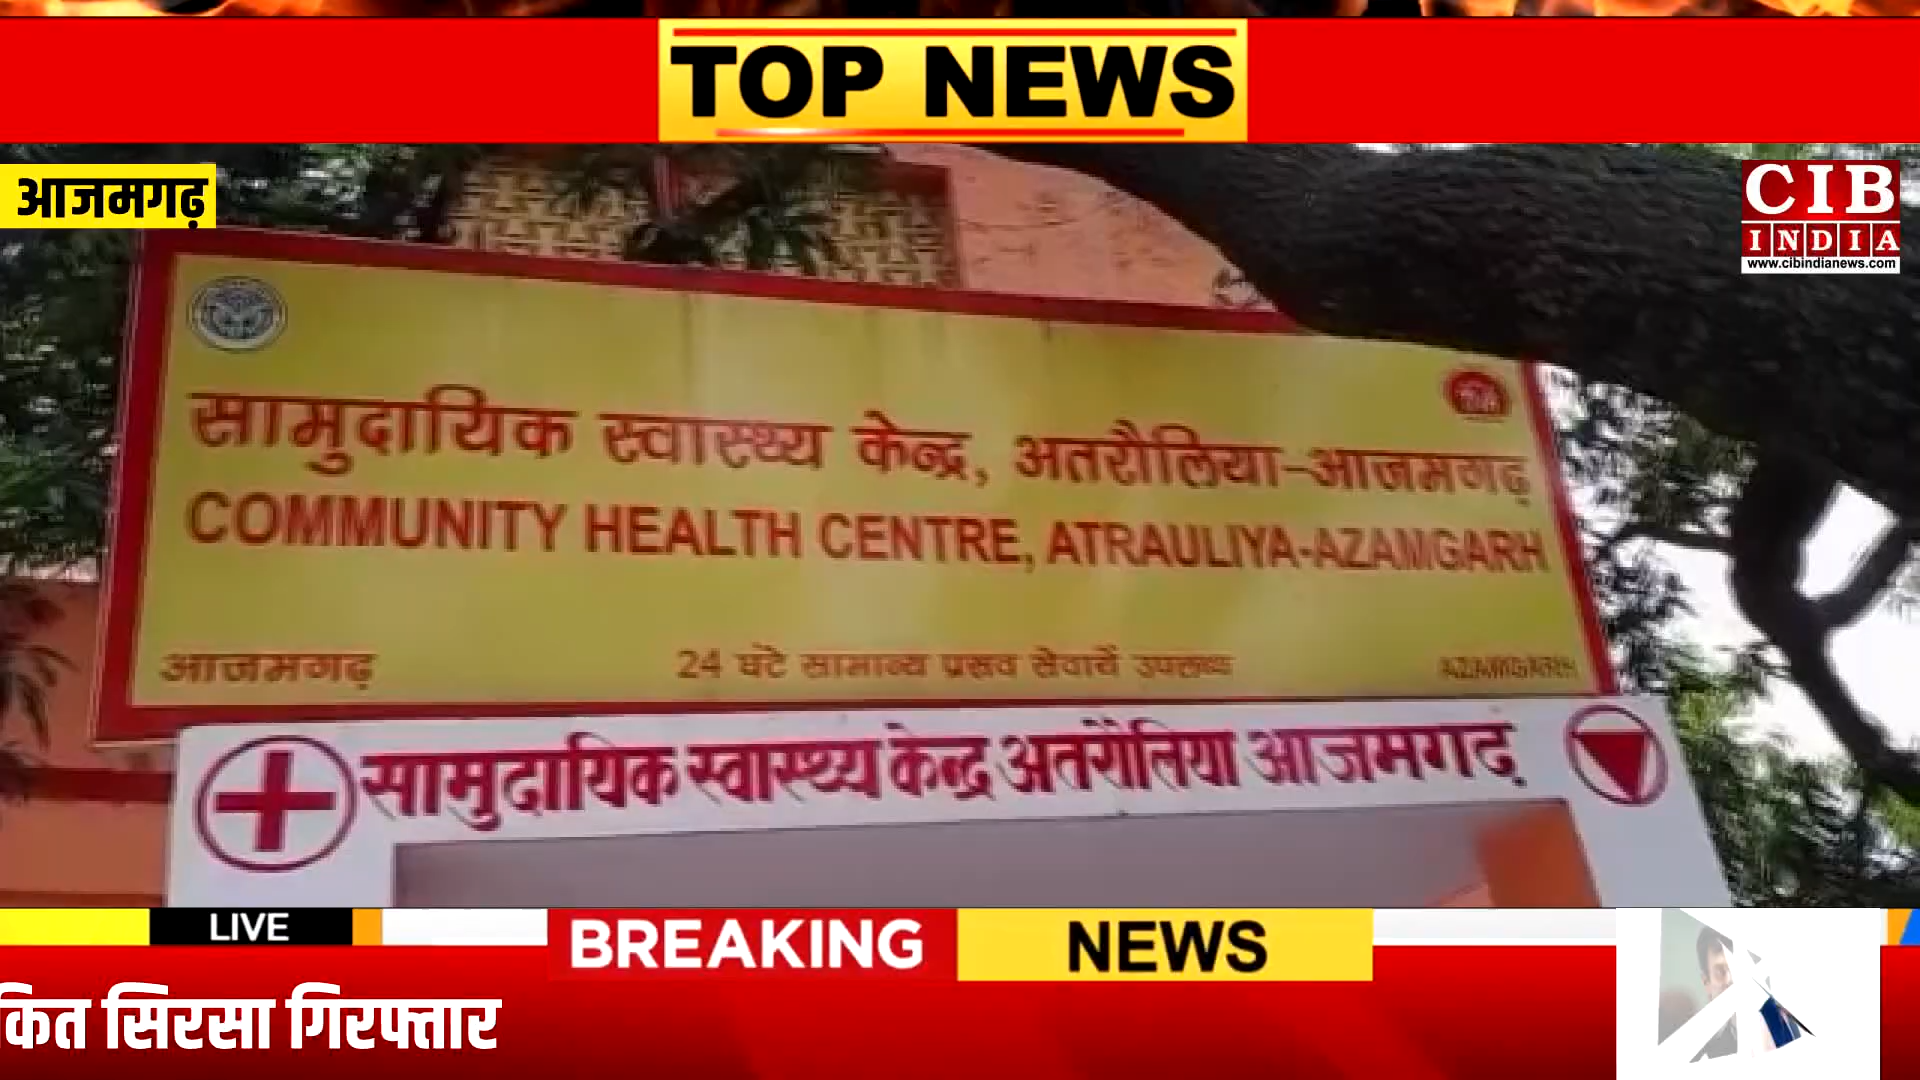 TOP NEWS
आजमगढ़
CIB
INDIA
www.cibindianews.com
सामुदायिक स्वास्थ्य केन्द्र, अतरौलिया-आजमगढ़
COMMUNITY HEALTH CENTRE, ATRAULIYA-AZAMGARH
आजमगढ़ 24 घंटे सामान्य प्रसव सेवायें उपलब्ध AZAMGARH
सामुदायिक स्वास्थ्य केन्द्र अतरौलिया आजमगढ़
LIVE
BREAKING NEWS
कित सिरसा गिरफ्तार